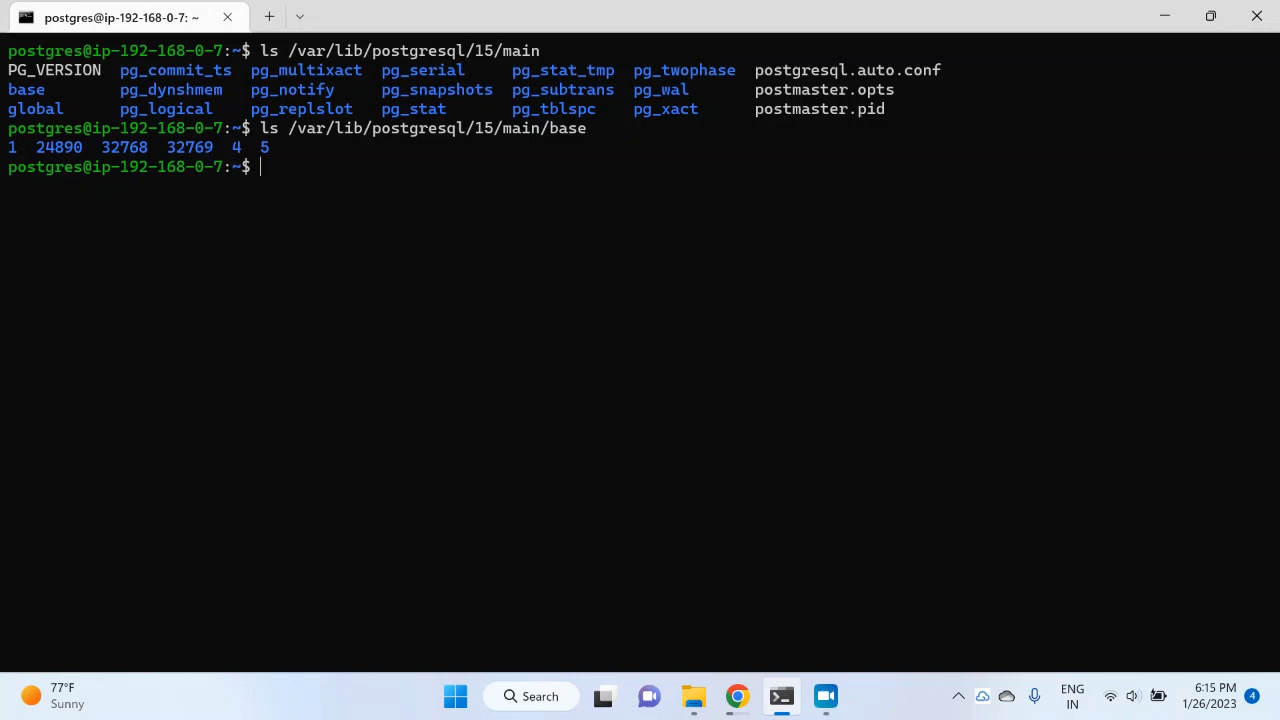 postgres@ip-192-168-0-7: ~
postgres@ip-192-168-0-7:~$ ls /var/lib/postgresql/15/main
PG_VERSION pg_commit_ts pg_multixact pg_serial pg_stat_tmp pg_twophase postgresql.auto.conf
base pg_dynshmem pg_notify pg_snapshots pg_subtrans pg_wal postmaster.opts
global pg_logical pg_replslot pg_stat pg_tblspc pg_xact postmaster.pid
postgres@ip-192-168-0-7:~$ ls /var/lib/postgresql/15/main/base
1 24890 32768 32769 4 5
postgres@ip-192-168-0-7:~$
77°F
Sunny
Search
ENG
IN
6:15 PM
1/26/2023
4